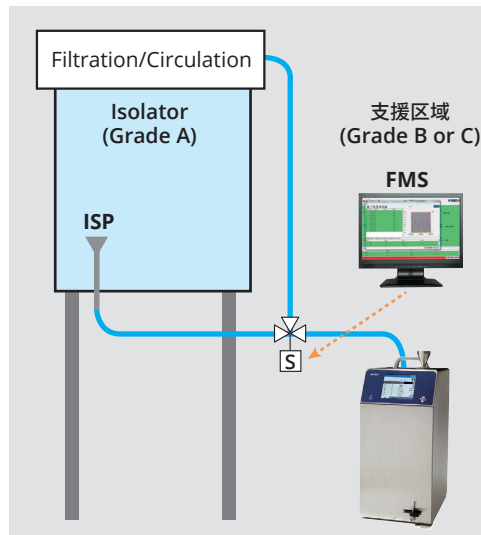 Filtration/Circulation
Isolator
(Grade A)
支援区域
(Grade B or C)
FMS
ISP
S